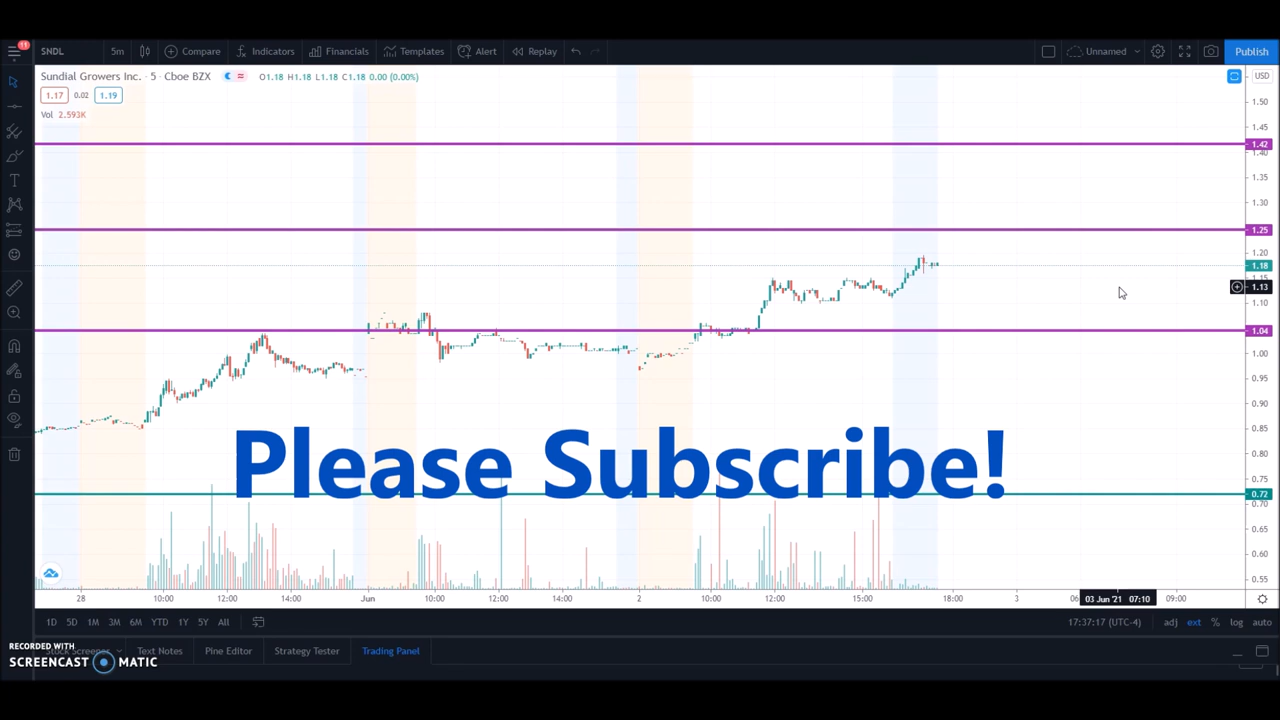 11
SNDL 5m Compare Indicators Financials Templates Alert Replay Unnamed Publish
Sundial Growers Inc. · 5 · Cboe BZX O1.18 H1.18 L1.18 C1.18 0.00 (0.00%) USD
1.17 0.02 1.19
Vol 2.593K
1.50
1.45
1.42
1.40
1.35
1.30
1.25
1.20
1.18
1.15
1.13
1.10
1.04
1.00
0.95
0.90
0.85
0.80
0.75
0.72
0.70
0.65
0.60
0.55
Please Subscribe!
28 10:00 12:00 14:00 Jun 10:00 12:00 14:00 2 10:00 12:00 15:00 18:00 3 06 03 Jun '21 07:10 09:00
1D 5D 1M 3M 6M YTD 1Y 5Y All 17:37:17 (UTC-4) adj ext % log auto
Stock Screener Text Notes Pine Editor Strategy Tester Trading Panel
RECORDED WITH
SCREENCAST MATIC